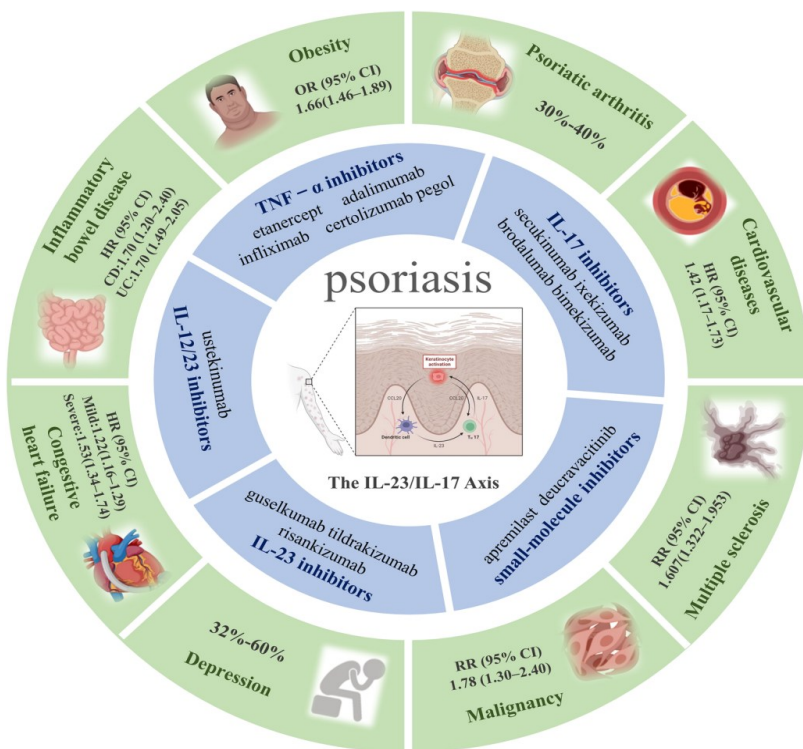 Obesity
OR (95% CI)
1.66(1.46–1.89)
Psoriatic arthritis
30%-40%
Cardiovascular
diseases
HR (95% CI)
1.42 (1.17–1.73)
Multiple sclerosis
RR (95% CI)
1.607(1.322–1.953)
RR (95% CI)
1.78 (1.30–2.40)
Malignancy
32%-60%
Depression
HR (95% CI)
Mild:1.22(1.16–1.29)
Severe:1.53(1.34–1.74)
Congestive
heart failure
Inflammatory
bowel disease
HR (95% CI)
CD:1.70 (1.20–2.40)
UC:1.70 (1.49–2.05)
TNF – α inhibitors
etanercept adalimumab
infliximab certolizumab pegol
IL-17 inhibitors
secukinumab ixekizumab
brodalumab bimekizumab
apremilast deucravacitinib
small-molecule inhibitors
guselkumab tildrakizumab
risankizumab
IL-23 inhibitors
ustekinumab
IL-12/23 inhibitors
psoriasis
Keratinocyte
activation
CCL20
CCL20
IL-17
Dendritic cell
IL-23
The IL-23/IL-17 Axis